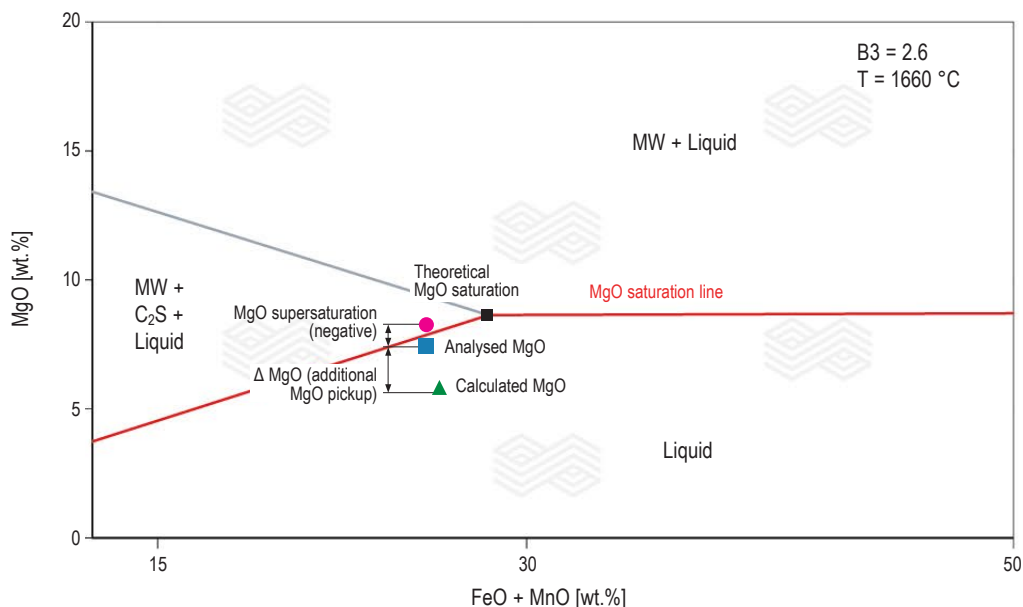 20
B3 = 2.6
T = 1660 °C
MW + Liquid
15
MgO [wt.%]
10
Theoretical
MgO saturation
MgO saturation line
MW +
C₂S +
Liquid
MgO supersaturation
(negative)
Analysed MgO
Δ MgO (additional
MgO pickup)
Calculated MgO
5
Liquid
0
15
30
50
FeO + MnO [wt.%]